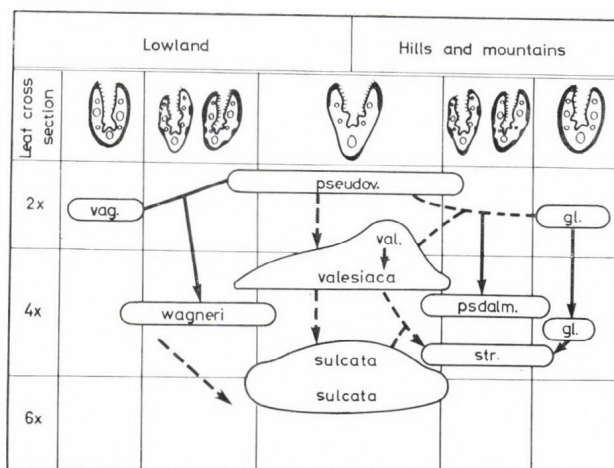 Lowland
Hills and mountains
Leaf cross
section
2x
pseudov.
vag.
gl.
val.
valesiaca
4x
wagneri
psdalm.
gl.
sulcata
str.
sulcata
6x